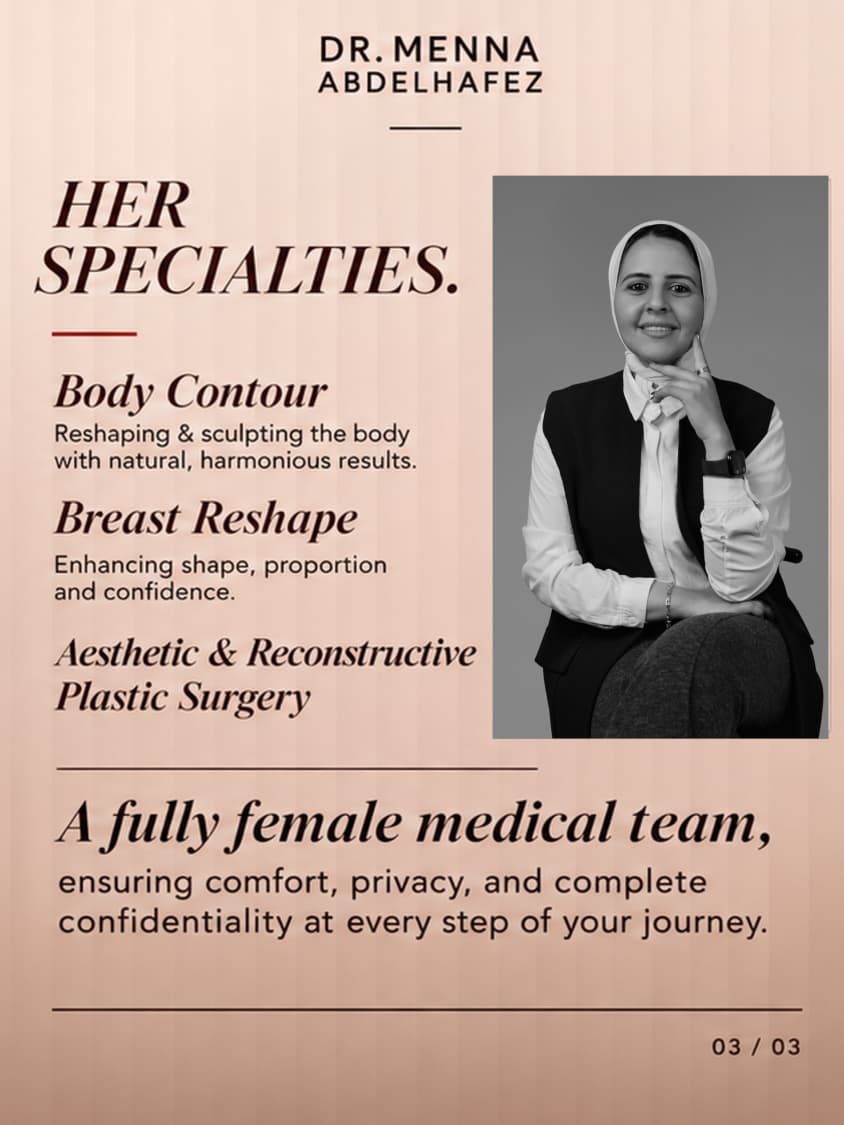 DR. MENNA
ABDELHAFEZ
HER
SPECIALTIES.
Body Contour
Reshaping & sculpting the body
with natural, harmonious results.
Breast Reshape
Enhancing shape, proportion
and confidence.
Aesthetic & Reconstructive
Plastic Surgery
A fully female medical team,
ensuring comfort, privacy, and complete
confidentiality at every step of your journey.
03 / 03